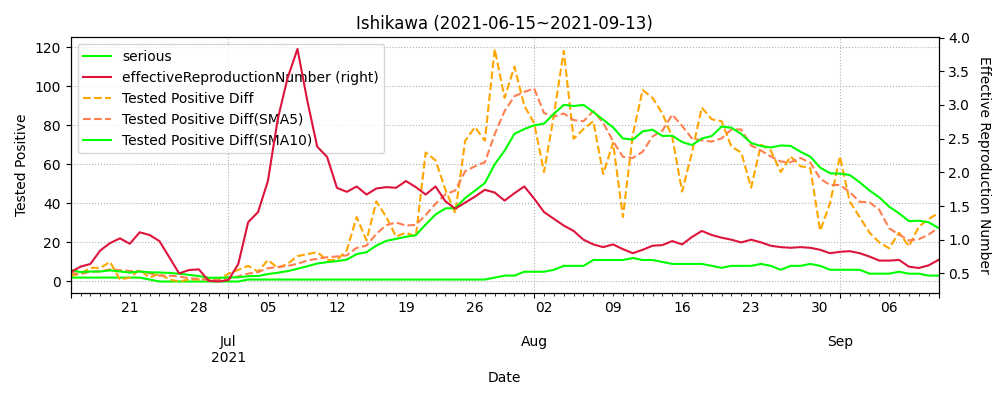 Ishikawa (2021-06-15~2021-09-13)
serious
effectiveReproductionNumber (right)
Tested Positive Diff
Tested Positive Diff(SMA5)
Tested Positive Diff(SMA10)
Tested Positive
120
100
80
60
40
20
0
4.0
3.5
3.0
2.5
2.0
1.5
1.0
0.5
Effective Reproduction Number
21 28 05 12 19 26 02 09 16 23 30 06
Jul Aug Sep
2021
Date